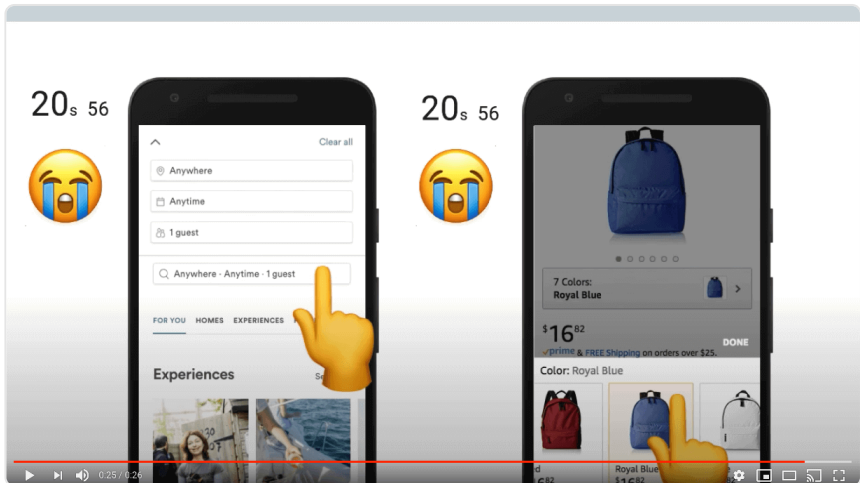 20s 56
Clear all
Anywhere
Anytime
1 guest
Anywhere · Anytime · 1 guest
FOR YOU HOMES EXPERIENCES
Experiences
20s 56
7 Colors:
Royal Blue
$16 82
DONE
prime & FREE Shipping on orders over $25.
Color: Royal Blue
Royal Blue
0:25 / 0:26